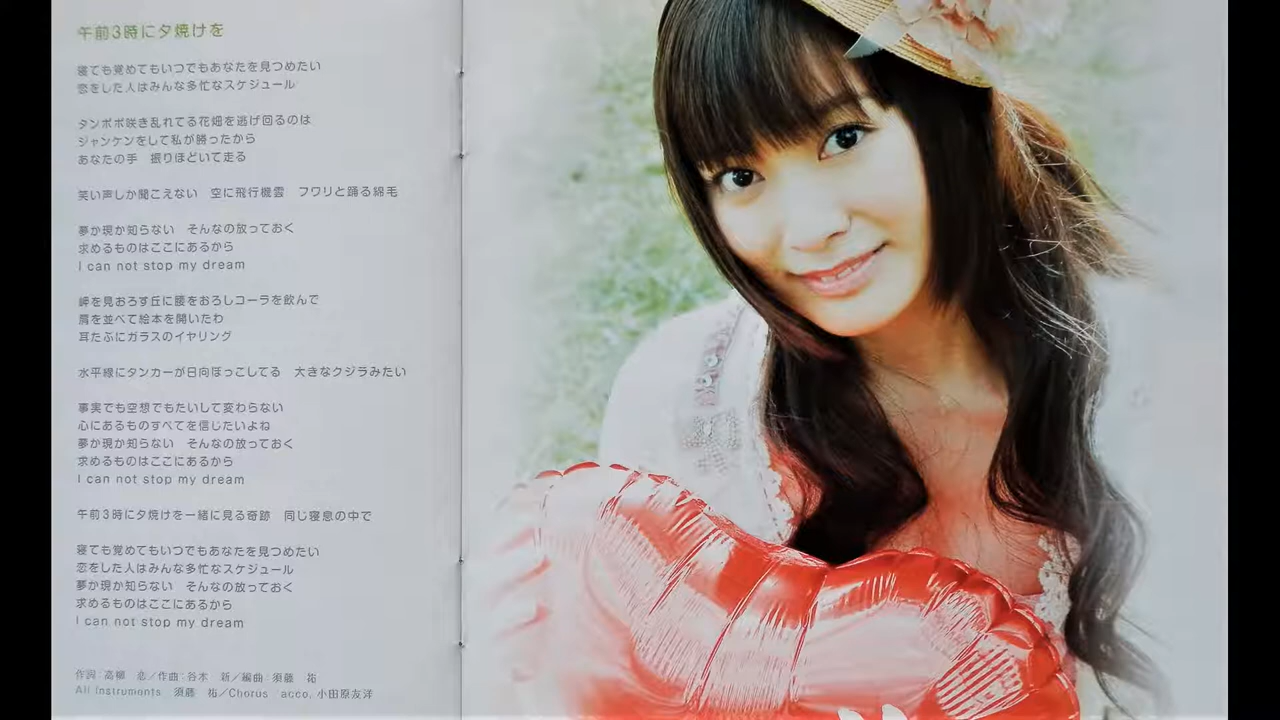 午前3時に夕焼けを
寝ても覚めてもいつでもあなたを見つめたい
恋をした人はみんな多忙なスケジュール
タンポポ咲き乱れてる花畑を逃げ回るのは
ジャンケンをして私が勝ったから
あなたの手　振りほどいて走る
笑い声しか聞こえない　空に飛行機雲　フワリと踊る綿毛
夢か現か知らない　そんなの放っておく
求めるものはここにあるから
I can not stop my dream
岬を見おろす丘に腰をおろしコーラを飲んで
肩を並べて絵本を開いたわ
耳たぶにガラスのイヤリング
水平線にタンカーが日向ぼっこしてる　大きなクジラみたい
事実でも空想でもたいして変わらない
心にあるものすべてを信じたいよね
夢か現か知らない　そんなの放っておく
求めるものはここにあるから
I can not stop my dream
午前3時に夕焼けを一緒に見る奇跡　同じ寝息の中で
寝ても覚めてもいつでもあなたを見つめたい
恋をした人はみんな多忙なスケジュール
夢か現か知らない　そんなの放っておく
求めるものはここにあるから
I can not stop my dream
作詞：高柳　恋／作曲：谷本　新／編曲：須藤　祐
All Instruments　須藤　祐／Chorus　acco, 小田原友洋